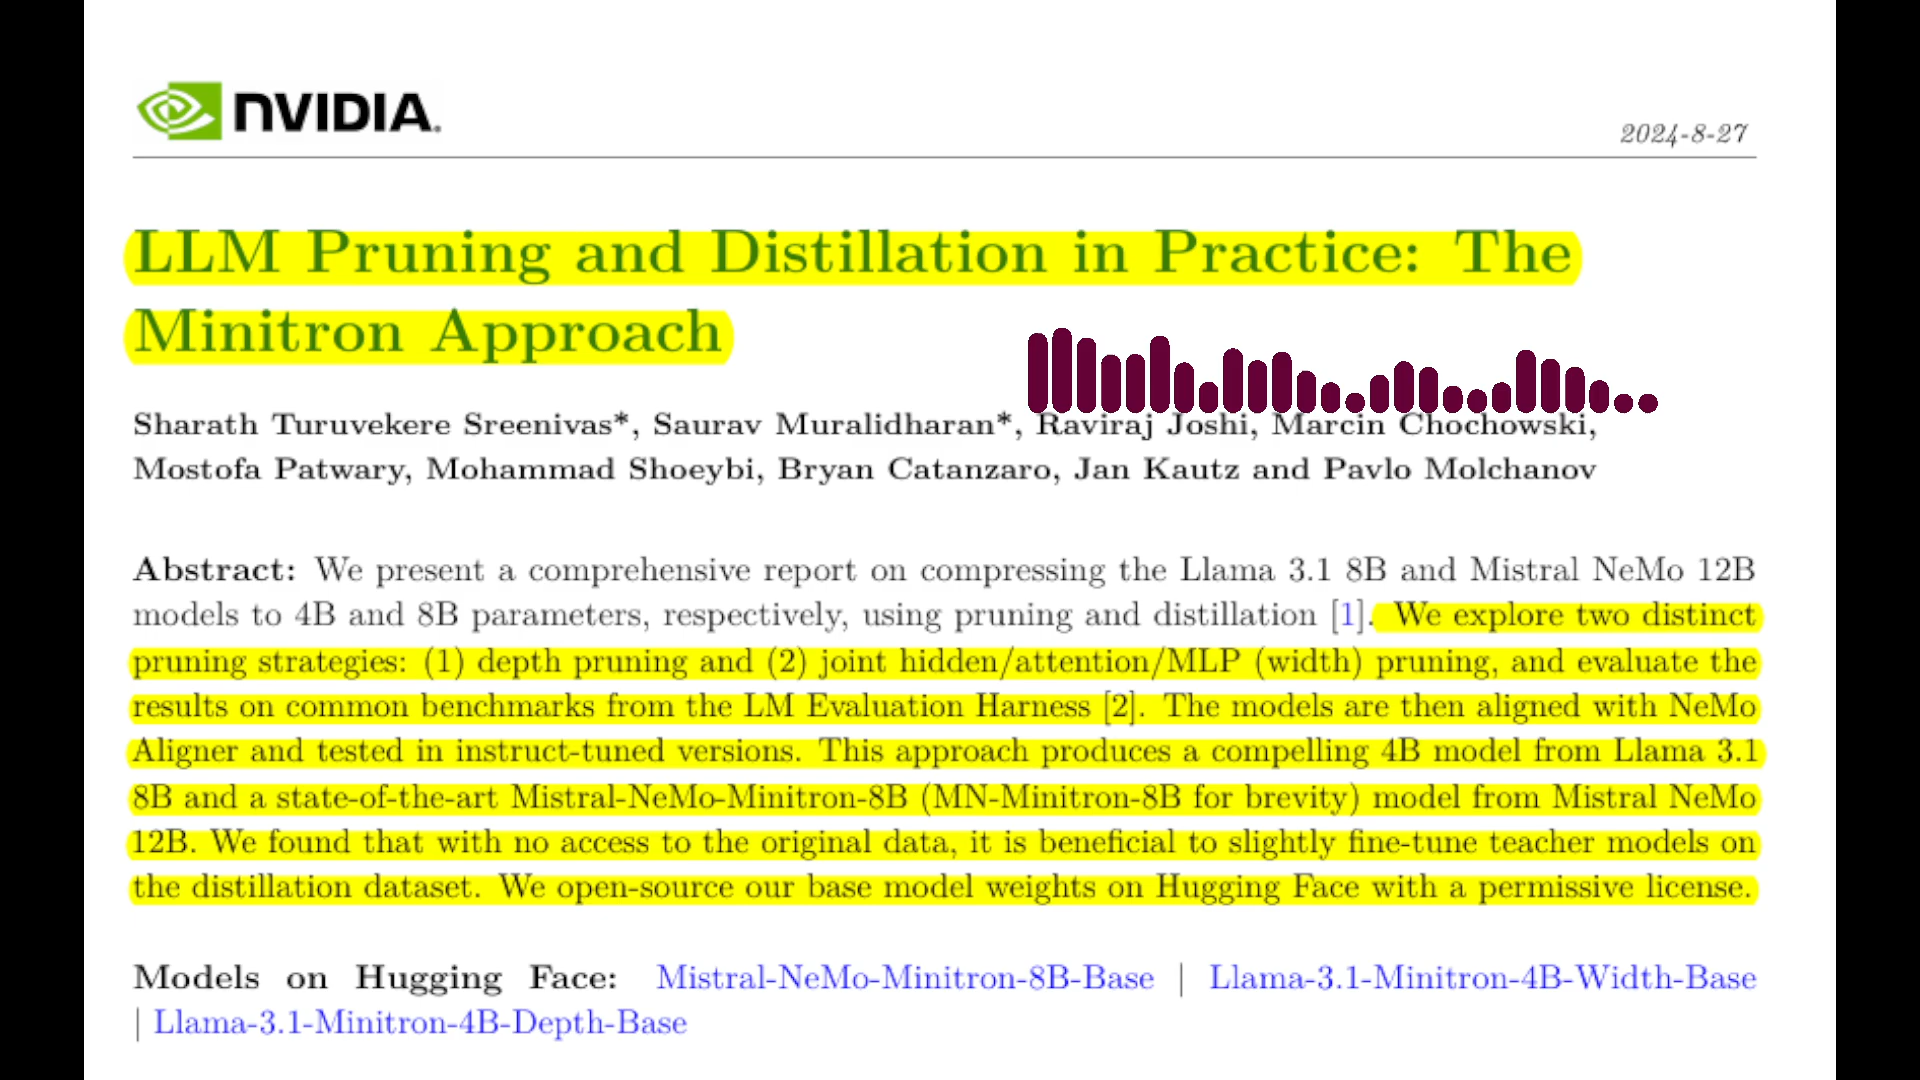 NVIDIA.
2024-8-27
LLM Pruning and Distillation in Practice: The
Minitron Approach
Sharath Turuvekere Sreenivas*, Saurav Muralidharan*, Raviraj Joshi, Marcin Chochowski,
Mostofa Patwary, Mohammad Shoeybi, Bryan Catanzaro, Jan Kautz and Pavlo Molchanov
Abstract: We present a comprehensive report on compressing the Llama 3.1 8B and Mistral NeMo 12B
models to 4B and 8B parameters, respectively, using pruning and distillation [1]. We explore two distinct
pruning strategies: (1) depth pruning and (2) joint hidden/attention/MLP (width) pruning, and evaluate the
results on common benchmarks from the LM Evaluation Harness [2]. The models are then aligned with NeMo
Aligner and tested in instruct-tuned versions. This approach produces a compelling 4B model from Llama 3.1
8B and a state-of-the-art Mistral-NeMo-Minitron-8B (MN-Minitron-8B for brevity) model from Mistral NeMo
12B. We found that with no access to the original data, it is beneficial to slightly fine-tune teacher models on
the distillation dataset. We open-source our base model weights on Hugging Face with a permissive license.
Models on Hugging Face: Mistral-NeMo-Minitron-8B-Base | Llama-3.1-Minitron-4B-Width-Base
| Llama-3.1-Minitron-4B-Depth-Base